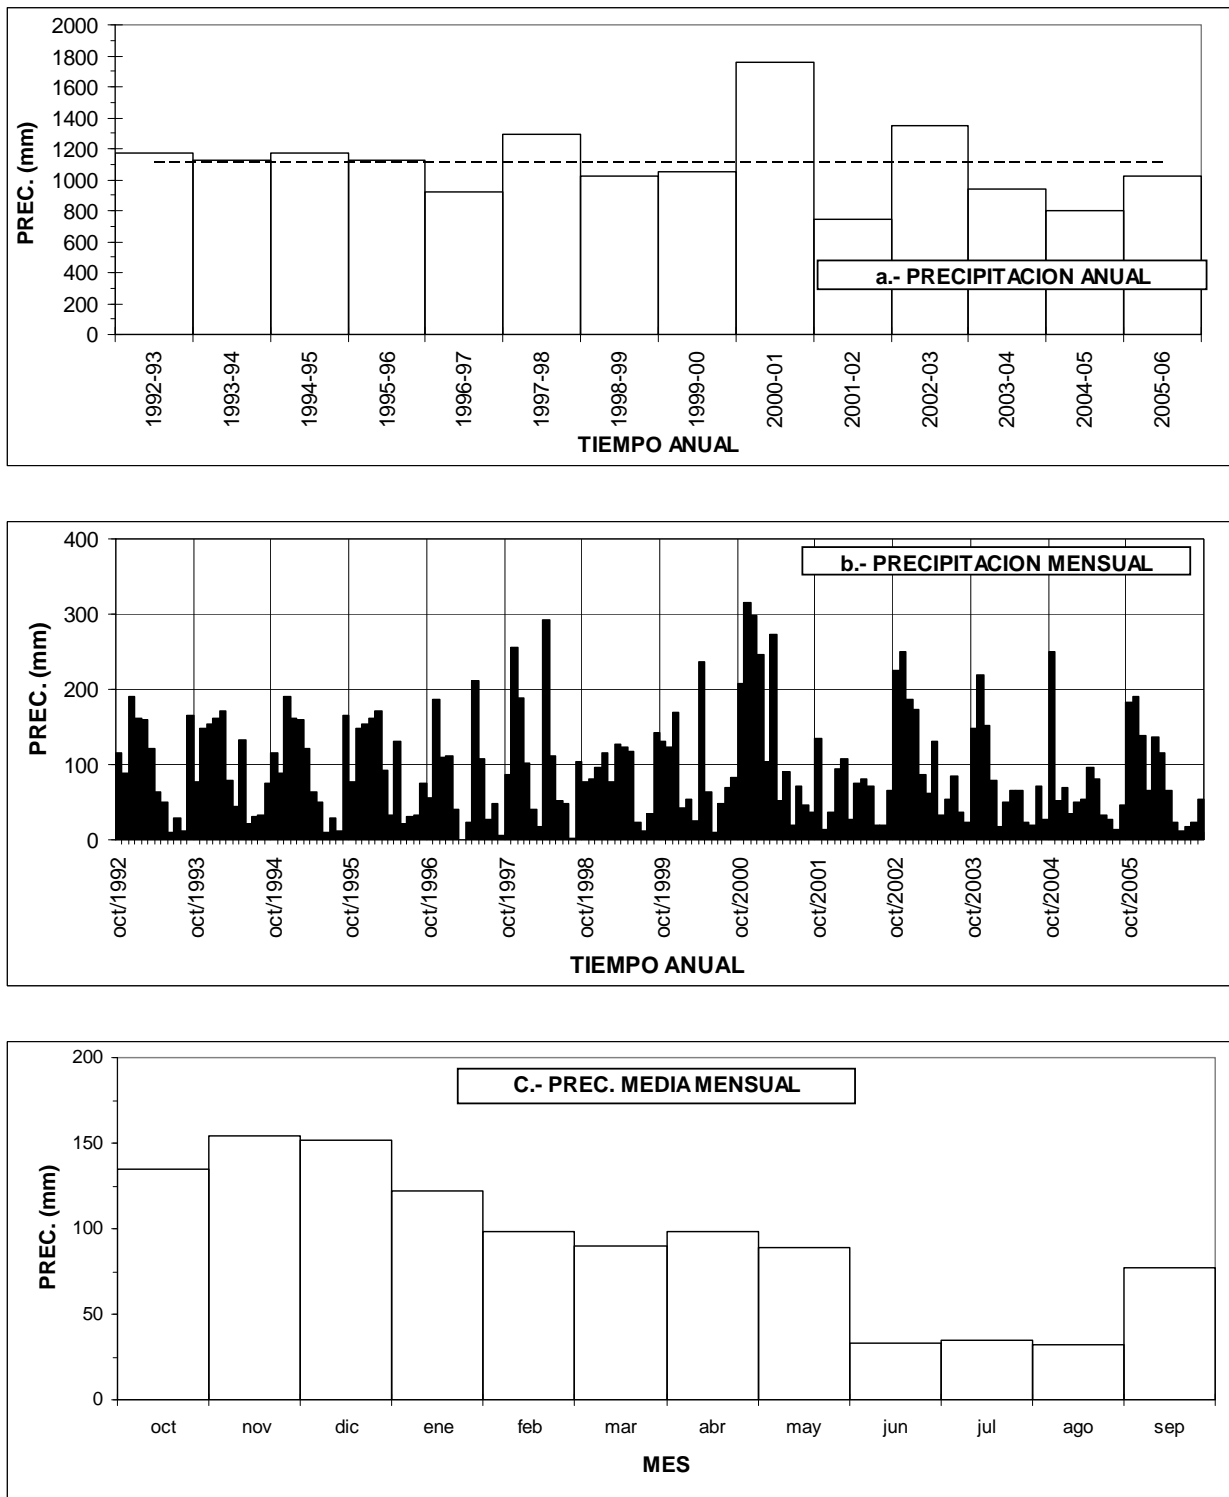 2000
1800
1600
1400
1200
1000
800
600
400
200
0
PREC. (mm)
a.- PRECIPITACION ANUAL
1992-93
1993-94
1994-95
1995-96
1996-97
1997-98
1998-99
1999-00
2000-01
2001-02
2002-03
2003-04
2004-05
2005-06
TIEMPO ANUAL
400
300
200
100
0
PREC. (mm)
b.- PRECIPITACION MENSUAL
oct/1992
oct/1993
oct/1994
oct/1995
oct/1996
oct/1997
oct/1998
oct/1999
oct/2000
oct/2001
oct/2002
oct/2003
oct/2004
oct/2005
TIEMPO ANUAL
200
150
100
50
0
PREC. (mm)
C.- PREC. MEDIA MENSUAL
oct nov dic ene feb mar abr may jun jul ago sep
MES